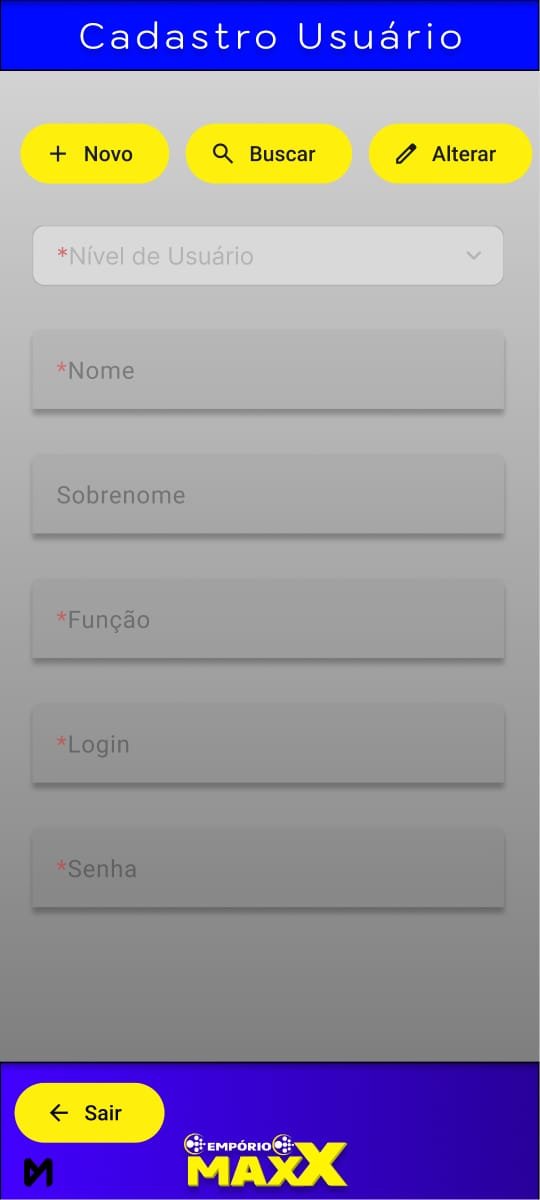 Cadastro Usuário
Novo
Buscar
Alterar
*Nível de Usuário
*Nome
Sobrenome
*Função
*Login
*Senha
Sair
EMPÓRIO
MAXX